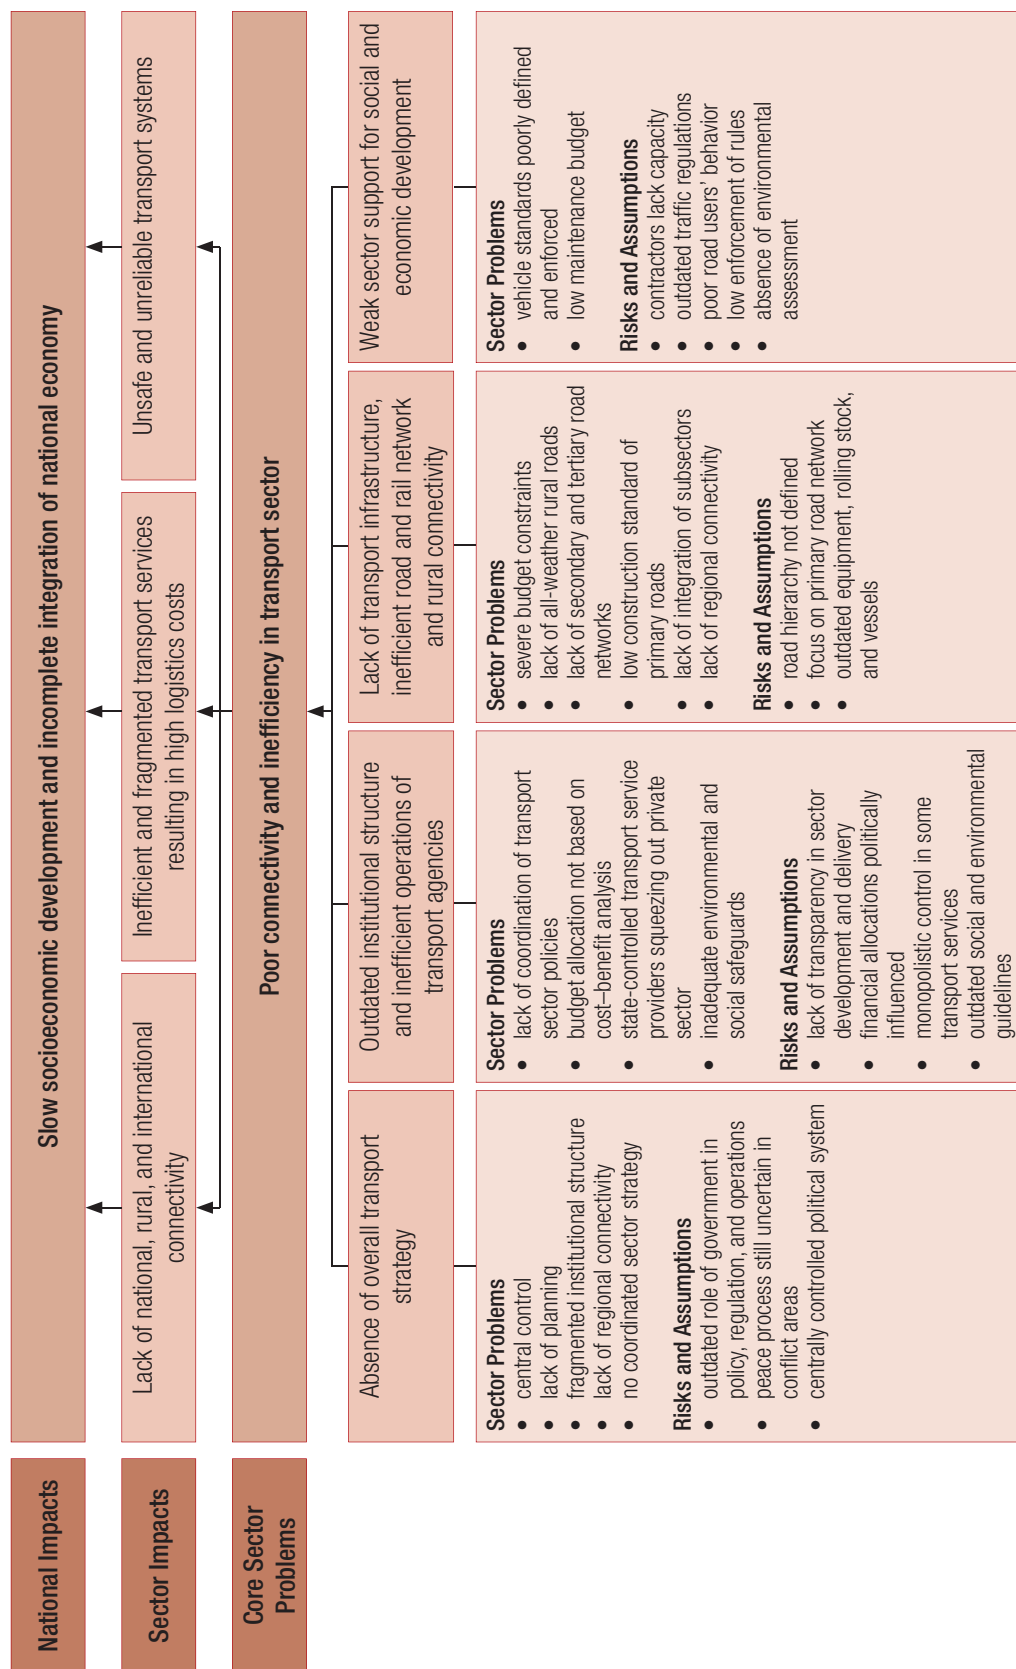 National Impacts
Slow socioeconomic development and incomplete integration of national economy
Sector Impacts
Lack of national, rural, and international
connectivity
Inefficient and fragmented transport services
resulting in high logistics costs
Unsafe and unreliable transport systems
Core Sector
Problems
Poor connectivity and inefficiency in transport sector
Absence of overall transport
strategy
Outdated institutional structure
and inefficient operations of
transport agencies
Lack of transport infrastructure,
inefficient road and rail network
and rural connectivity
Weak sector support for social and
economic development
Sector Problems
• central control
• lack of planning
• fragmented institutional structure
• lack of regional connectivity
• no coordinated sector strategy
Risks and Assumptions
• outdated role of government in
policy, regulation, and operations
• peace process still uncertain in
conflict areas
• centrally controlled political system
Sector Problems
• lack of coordination of transport
sector policies
• budget allocation not based on
cost–benefit analysis
• state-controlled transport service
providers squeezing out private
sector
• inadequate environmental and
social safeguards
Risks and Assumptions
• lack of transparency in sector
development and delivery
• financial allocations politically
influenced
• monopolistic control in some
transport services
• outdated social and environmental
guidelines
Sector Problems
• severe budget constraints
• lack of all-weather rural roads
• lack of secondary and tertiary road
networks
• low construction standard of
primary roads
• lack of integration of subsectors
• lack of regional connectivity
Risks and Assumptions
• road hierarchy not defined
• focus on primary road network
• outdated equipment, rolling stock,
and vessels
Sector Problems
• vehicle standards poorly defined
and enforced
• low maintenance budget
Risks and Assumptions
• contractors lack capacity
• outdated traffic regulations
• poor road users' behavior
• low enforcement of rules
• absence of environmental
assessment